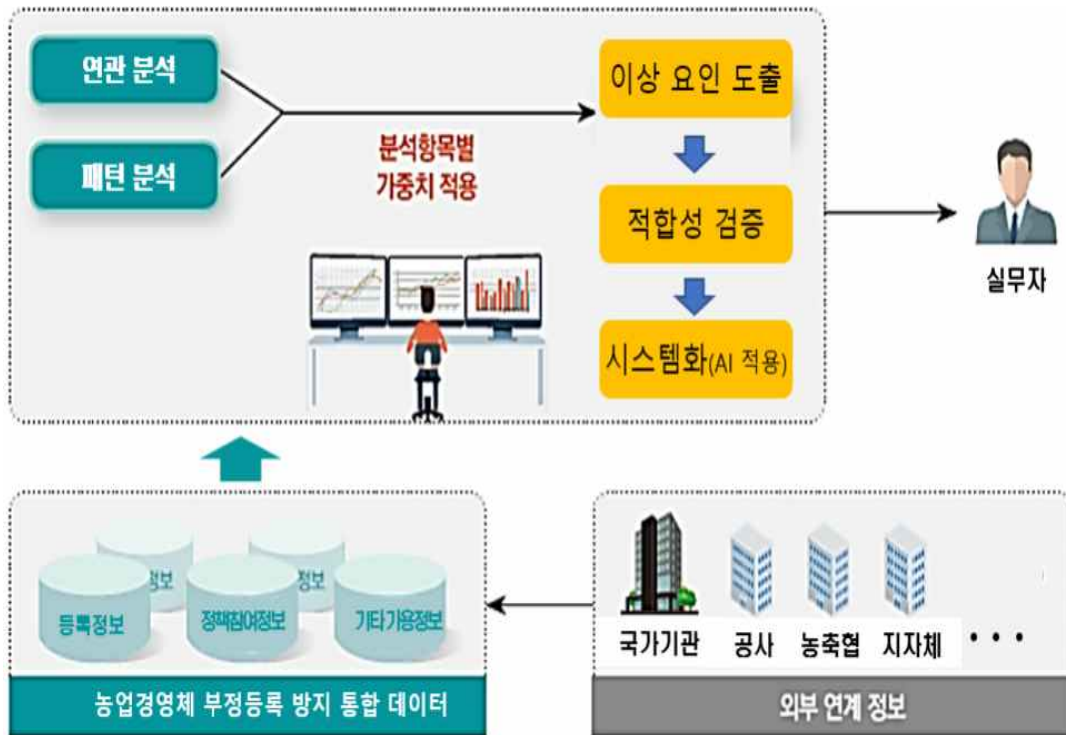 연관 분석
패턴 분석
분석항목별
가중치 적용
이상 요인 도출
적합성 검증
시스템화(AI 적용)
실무자
등록정보
정책참여정보
기타가용정보
정보
정보
농업경영체 부정등록 방지 통합 데이터
국가기관
공사
농축협
지자체
• • •
외부 연계 정보